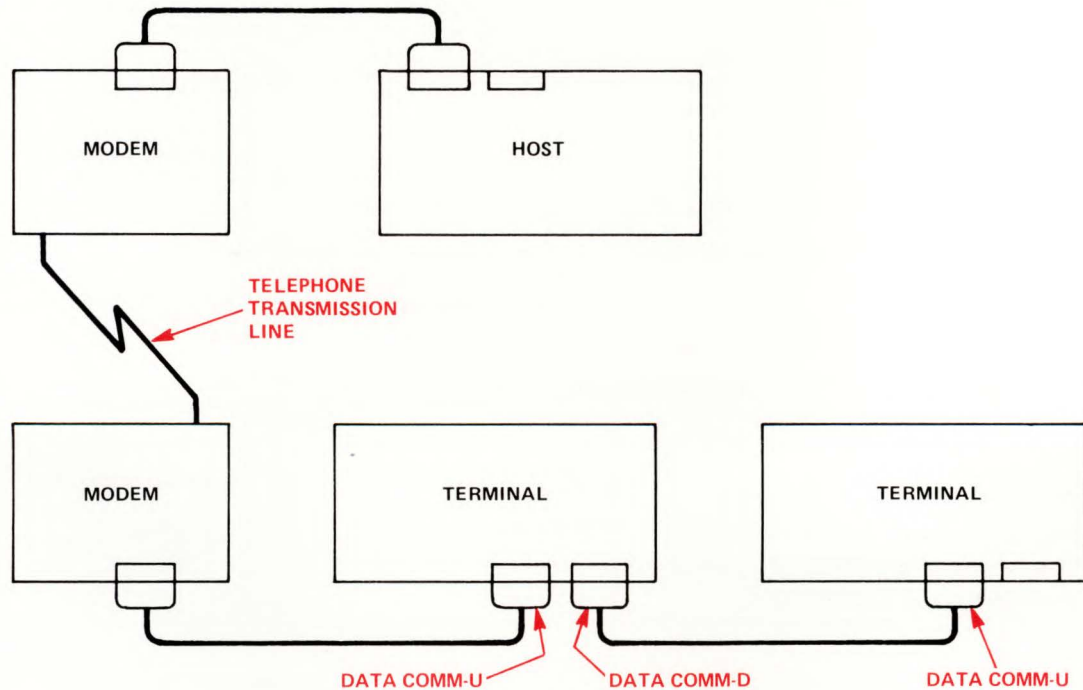 MODEM
HOST
TELEPHONE
TRANSMISSION
LINE
MODEM
TERMINAL
TERMINAL
DATA COMM-U
DATA COMM-D
DATA COMM-U